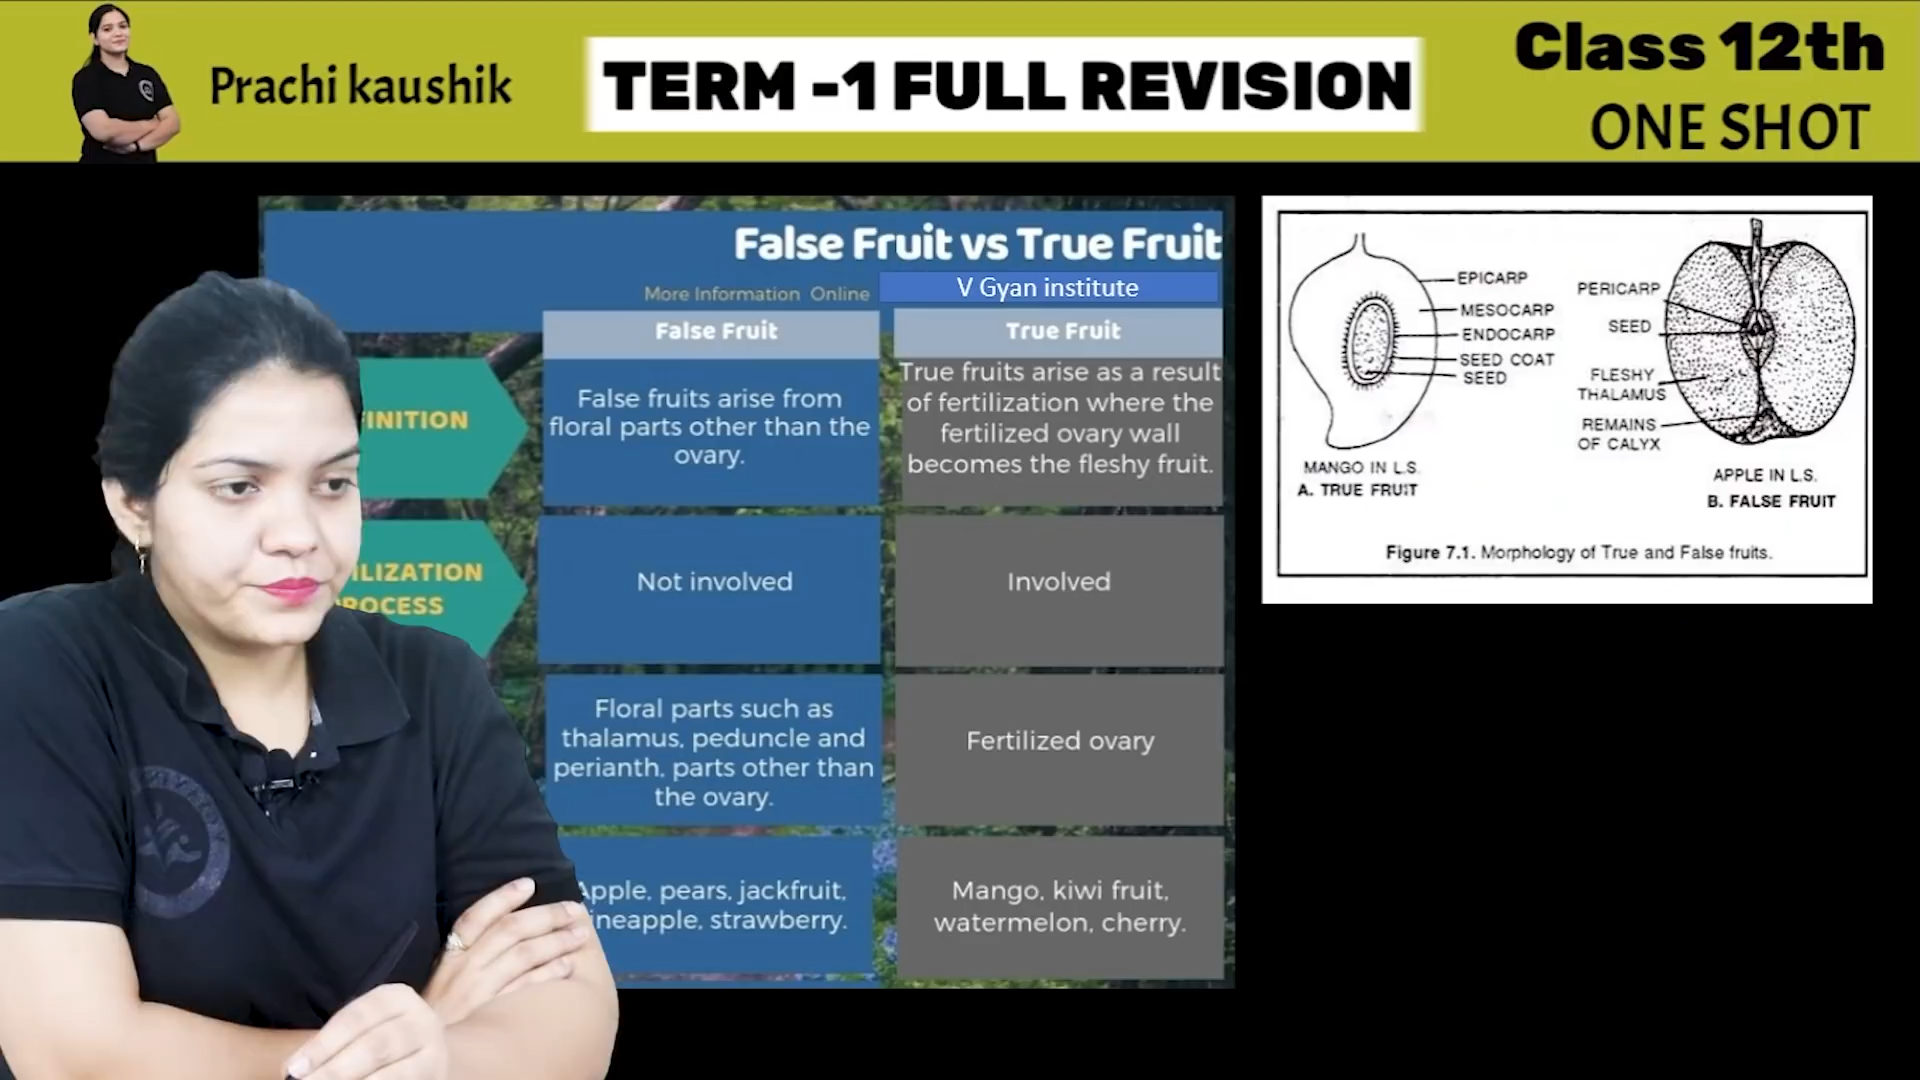 Prachi kaushik
TERM -1 FULL REVISION
Class 12th
ONE SHOT
False Fruit vs True Fruit
More Information Online
V Gyan institute
False Fruit
True Fruit
INITION
False fruits arise from
floral parts other than the
ovary.
True fruits arise as a result
of fertilization where the
fertilized ovary wall
becomes the fleshy fruit.
ILIZATION
ROCESS
Not involved
Involved
Floral parts such as
thalamus, peduncle and
perianth, parts other than
the ovary.
Fertilized ovary
Apple, pears, jackfruit,
ineapple, strawberry.
Mango, kiwi fruit,
watermelon, cherry.
EPICARP
MESOCARP
ENDOCARP
SEED COAT
SEED
MANGO IN L.S.
A. TRUE FRUIT
PERICARP
SEED
FLESHY
THALAMUS
REMAINS
OF CALYX
APPLE IN L.S.
B. FALSE FRUIT
Figure 7.1. Morphology of True and False fruits.